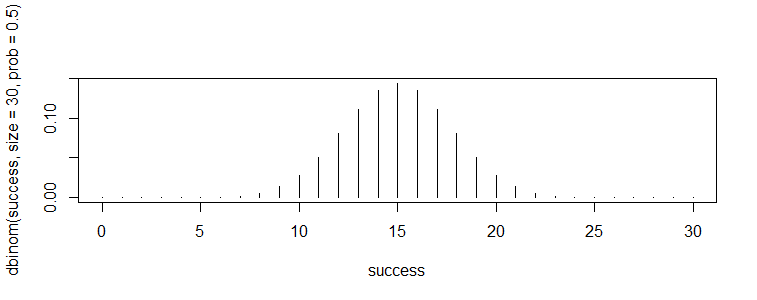 dbinom(success, size = 30, prob = 0.5)
0.10
0.00
0 5 10 15 20 25 30
success